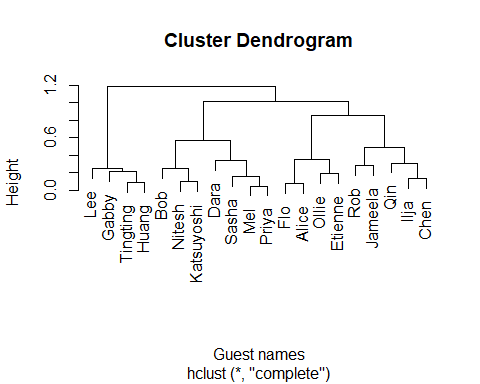 Cluster Dendrogram
Height
1.2
0.6
0.0
Lee
Gabby
Tingting
Huang
Bob
Nitesh
Katsuyoshi
Dara
Sasha
Mel
Priya
Flo
Alice
Ollie
Etienne
Rob
Jameela
Qin
Ilja
Chen
Guest names
hclust (*, "complete")